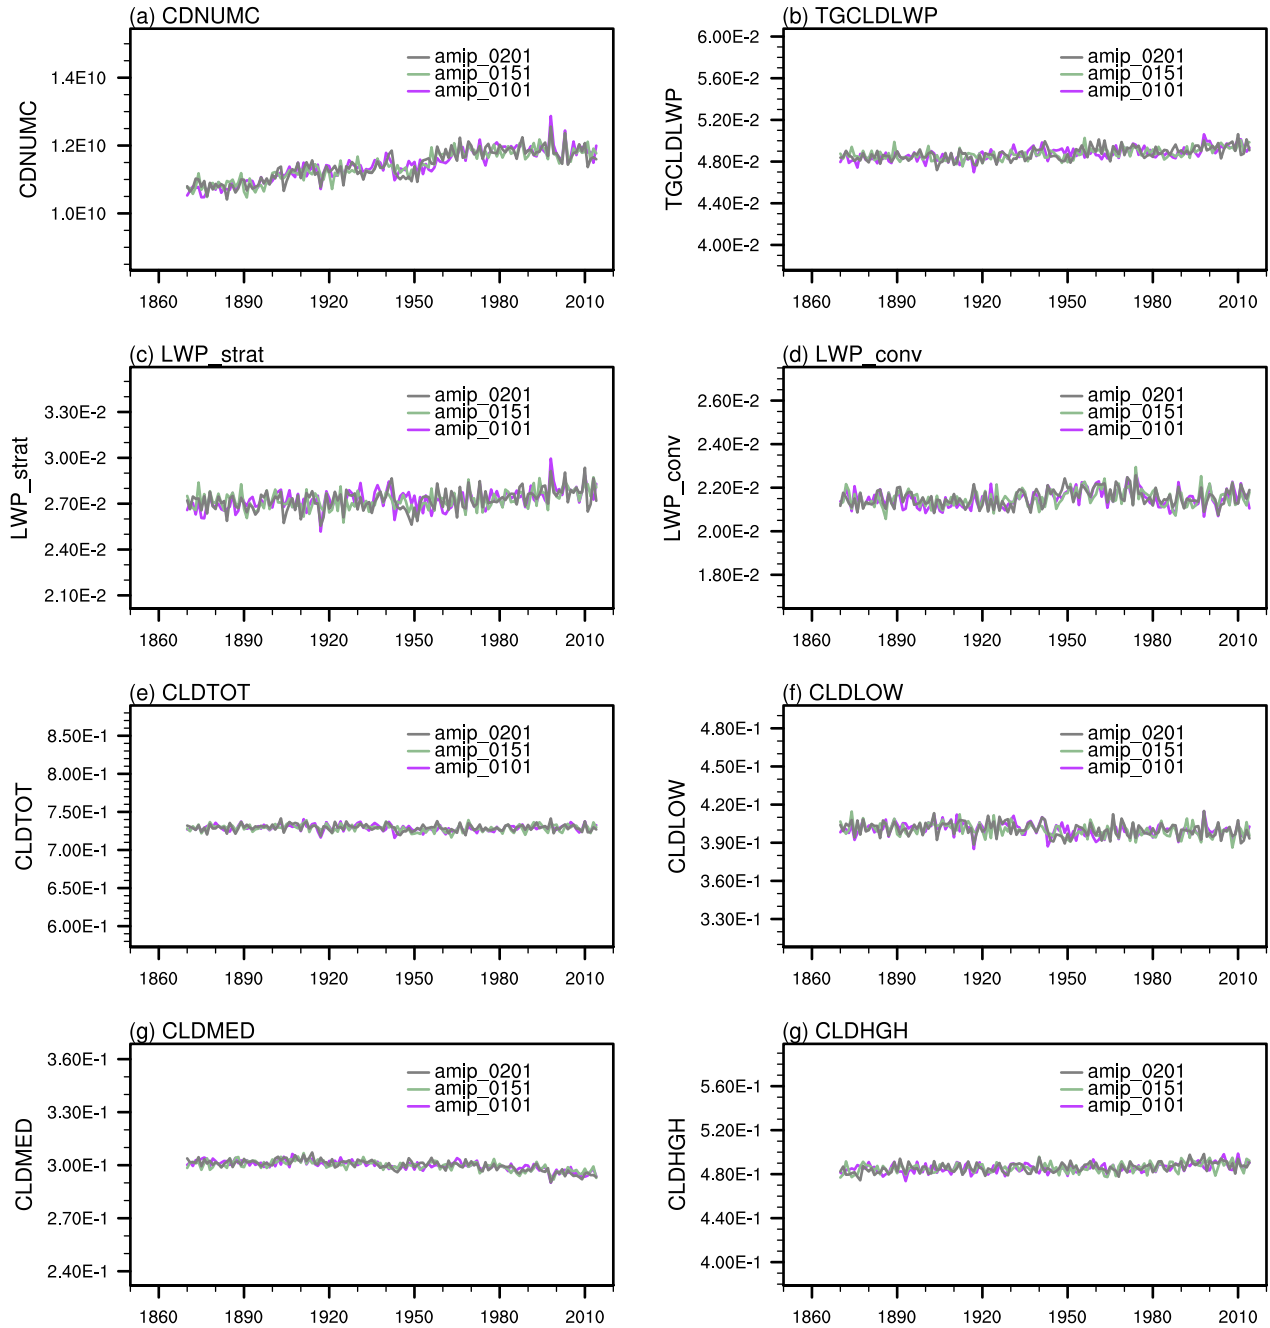 (a) CDNUMC
CDNUMC
1.4E10
1.2E10
1.0E10
amip_0201
amip_0151
amip_0101
1860 1890 1920 1950 1980 2010
(b) TGCLDLWP
TGCLDLWP
6.00E-2
5.60E-2
5.20E-2
4.80E-2
4.40E-2
4.00E-2
amip_0201
amip_0151
amip_0101
1860 1890 1920 1950 1980 2010
(c) LWP_strat
LWP_strat
3.30E-2
3.00E-2
2.70E-2
2.40E-2
2.10E-2
amip_0201
amip_0151
amip_0101
1860 1890 1920 1950 1980 2010
(d) LWP_conv
LWP_conv
2.60E-2
2.40E-2
2.20E-2
2.00E-2
1.80E-2
amip_0201
amip_0151
amip_0101
1860 1890 1920 1950 1980 2010
(e) CLDTOT
CLDTOT
8.50E-1
8.00E-1
7.50E-1
7.00E-1
6.50E-1
6.00E-1
amip_0201
amip_0151
amip_0101
1860 1890 1920 1950 1980 2010
(f) CLDLOW
CLDLOW
4.80E-1
4.50E-1
4.20E-1
3.90E-1
3.60E-1
3.30E-1
amip_0201
amip_0151
amip_0101
1860 1890 1920 1950 1980 2010
(g) CLDMED
CLDMED
3.60E-1
3.30E-1
3.00E-1
2.70E-1
2.40E-1
amip_0201
amip_0151
amip_0101
1860 1890 1920 1950 1980 2010
(g) CLDHGH
CLDHGH
5.60E-1
5.20E-1
4.80E-1
4.40E-1
4.00E-1
amip_0201
amip_0151
amip_0101
1860 1890 1920 1950 1980 2010